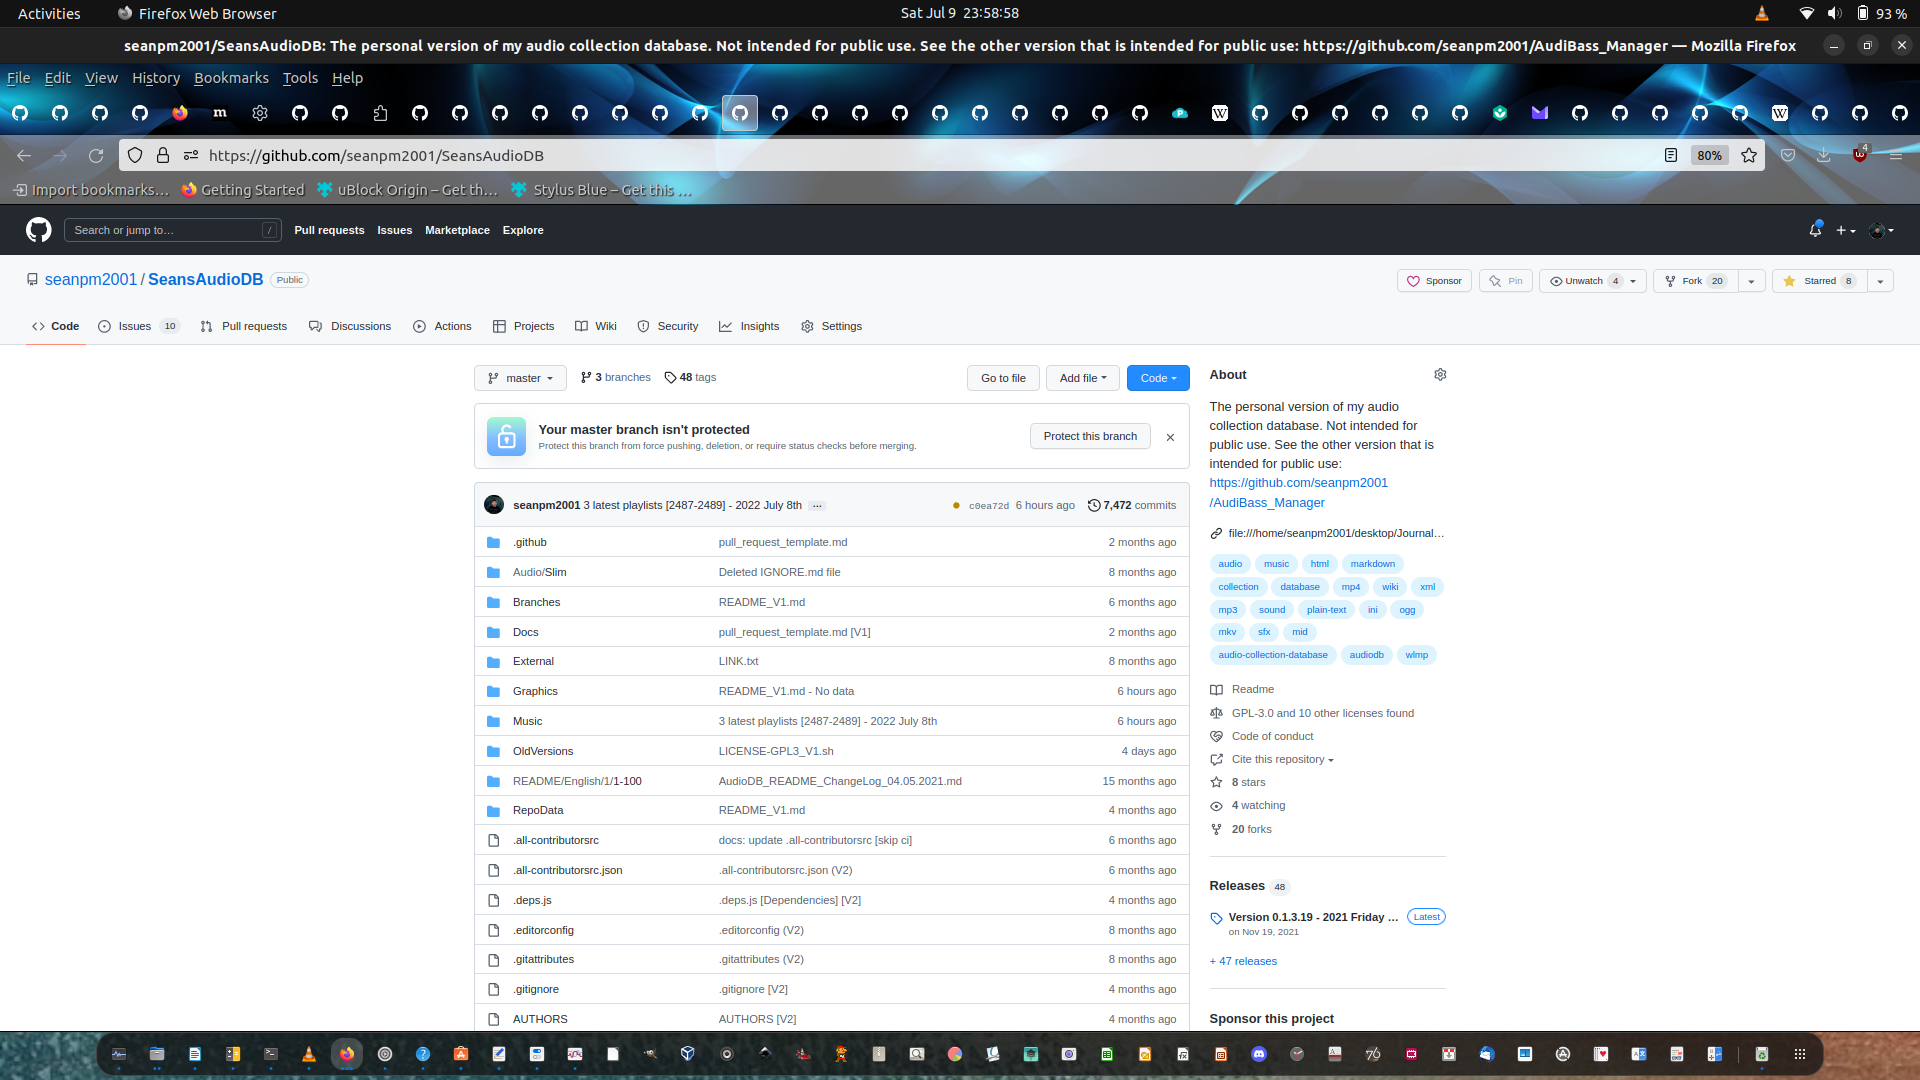 Activities Firefox Web Browser Sat Jul 9 23:58:58 93 %
seanpm2001/SeansAudioDB: The personal version of my audio collection database. Not intended for public use. See the other version that is intended for public use: https://github.com/seanpm2001/AudiBass_Manager — Mozilla Firefox
File Edit View History Bookmarks Tools Help
https://github.com/seanpm2001/SeansAudioDB 80% 4
Import bookmarks… Getting Started uBlock Origin – Get th… Stylus Blue – Get this …
Search or jump to… / Pull requests Issues Marketplace Explore
seanpm2001 / SeansAudioDB Public Sponsor Pin Unwatch 4 Fork 20 Starred 8
Code Issues 10 Pull requests Discussions Actions Projects Wiki Security Insights Settings
master 3 branches 48 tags Go to file Add file Code
Your master branch isn't protected
Protect this branch from force pushing, deletion, or require status checks before merging.
Protect this branch
seanpm2001 3 latest playlists [2487-2489] - 2022 July 8th … c0ea72d 6 hours ago 7,472 commits
.github pull_request_template.md 2 months ago
Audio/Slim Deleted IGNORE.md file 8 months ago
Branches README_V1.md 6 months ago
Docs pull_request_template.md [V1] 2 months ago
External LINK.txt 8 months ago
Graphics README_V1.md - No data 6 hours ago
Music 3 latest playlists [2487-2489] - 2022 July 8th 6 hours ago
OldVersions LICENSE-GPL3_V1.sh 4 days ago
README/English/1/1-100 AudioDB_README_ChangeLog_04.05.2021.md 15 months ago
RepoData README_V1.md 4 months ago
.all-contributorsrc docs: update .all-contributorsrc [skip ci] 6 months ago
.all-contributorsrc.json .all-contributorsrc.json (V2) 6 months ago
.deps.js .deps.js [Dependencies] [V2] 4 months ago
.editorconfig .editorconfig (V2) 8 months ago
.gitattributes .gitattributes (V2) 8 months ago
.gitignore .gitignore [V2] 4 months ago
AUTHORS AUTHORS [V2] 4 months ago
About
The personal version of my audio
collection database. Not intended for
public use. See the other version that is
intended for public use:
https://github.com/seanpm2001
/AudiBass_Manager
file:///home/seanpm2001/desktop/Journal…
audio music html markdown
collection database mp4 wiki xml
mp3 sound plain-text ini ogg
mkv sfx mid
audio-collection-database audiodb wlmp
Readme
GPL-3.0 and 10 other licenses found
Code of conduct
Cite this repository
8 stars
4 watching
20 forks
Releases 48
Version 0.1.3.19 - 2021 Friday … Latest
on Nov 19, 2021
+ 47 releases
Sponsor this project